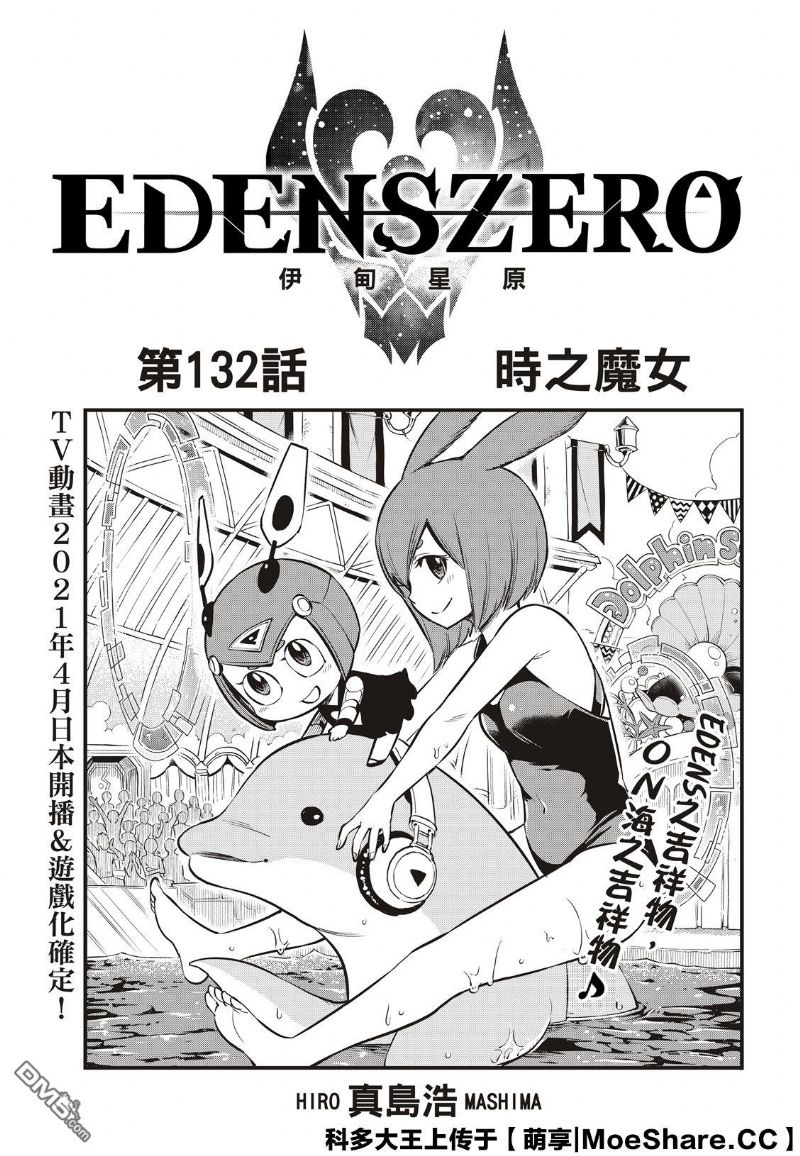 EDENSZERO
伊甸星原
第132話 時之魔女
TV動畫2021年4月日本開播&遊戲化確定!
Dolphin S
EDENS之吉祥物,
ON海之吉祥物♪
HIRO 真島浩 MASHIMA
DM5.com
科多大王上传于【萌享|MoeShare.CC】